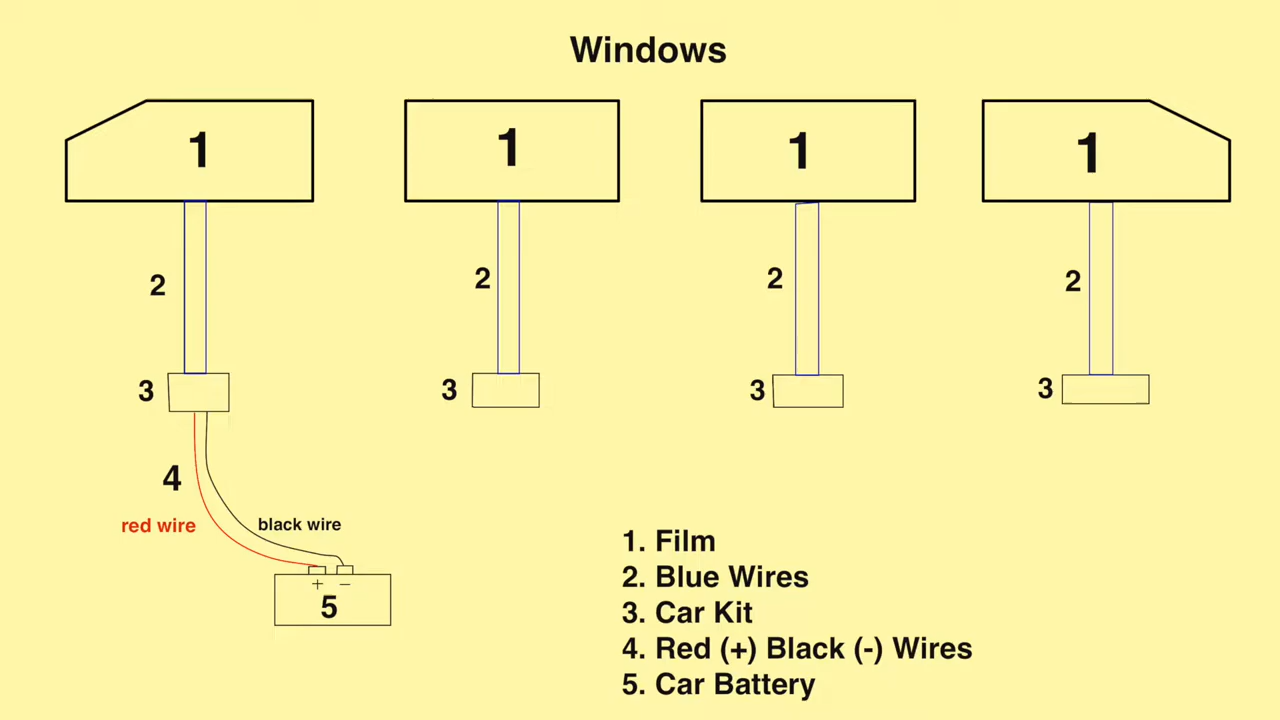 Windows
1
1
1
1
2
2
2
2
3
3
3
3
4
red wire
black wire
+ −
5
1. Film
2. Blue Wires
3. Car Kit
4. Red (+) Black (-) Wires
5. Car Battery